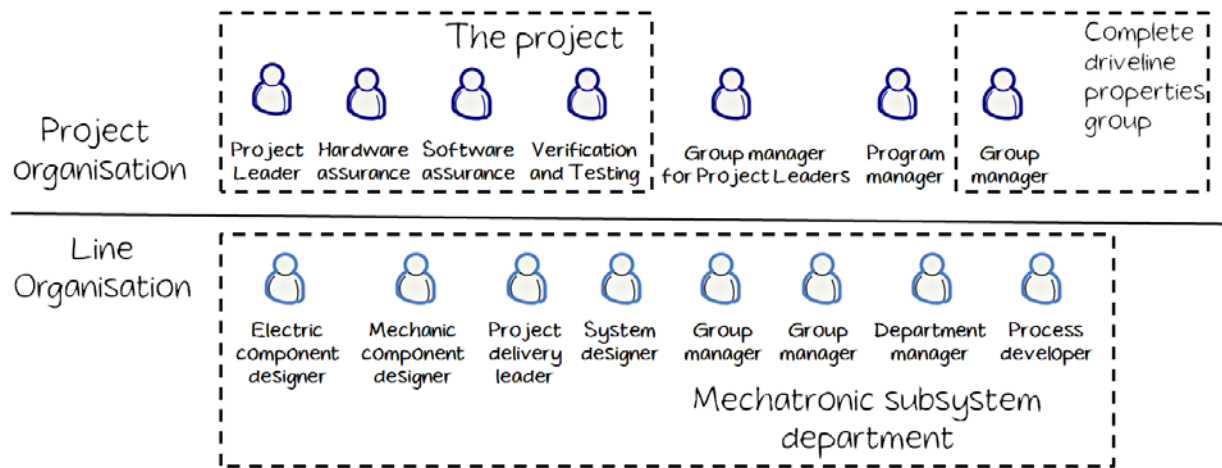 The project
Complete
driveline
properties
group
Project
organisation
Project
Leader
Hardware
assurance
Software
assurance
Verification
and Testing
Group manager
for Project Leaders
Program
manager
Group
manager
Line
Organisation
Electric
component
designer
Mechanic
component
designer
Project
delivery
leader
System
designer
Group
manager
Group
manager
Department
manager
Process
developer
Mechatronic subsystem
department